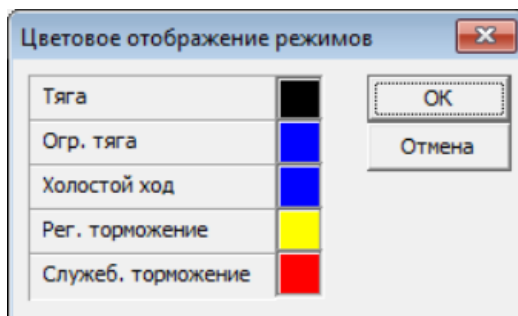 Цветовое отображение режимов
Тяга
Огр. тяга
Холостой ход
Рег. торможение
Служеб. торможение
OK
Отмена